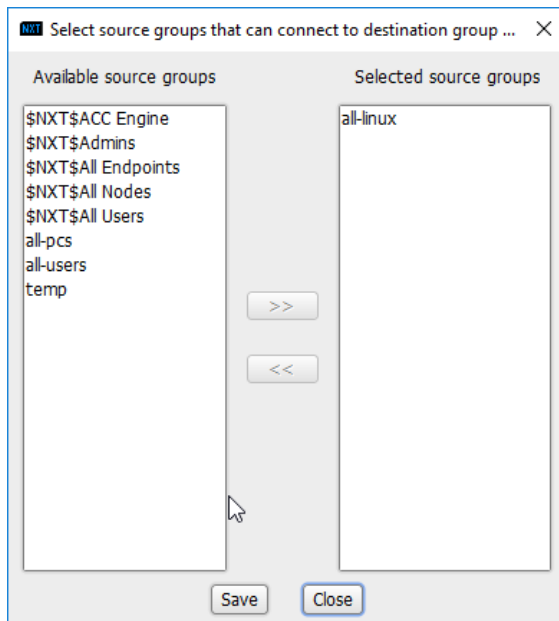 NXT Select source groups that can connect to destination group ...
Available source groups
Selected source groups
$NXT$ACC Engine
$NXT$Admins
$NXT$All Endpoints
$NXT$All Nodes
$NXT$All Users
all-pcs
all-users
temp
all-linux
>>
<<
Save
Close